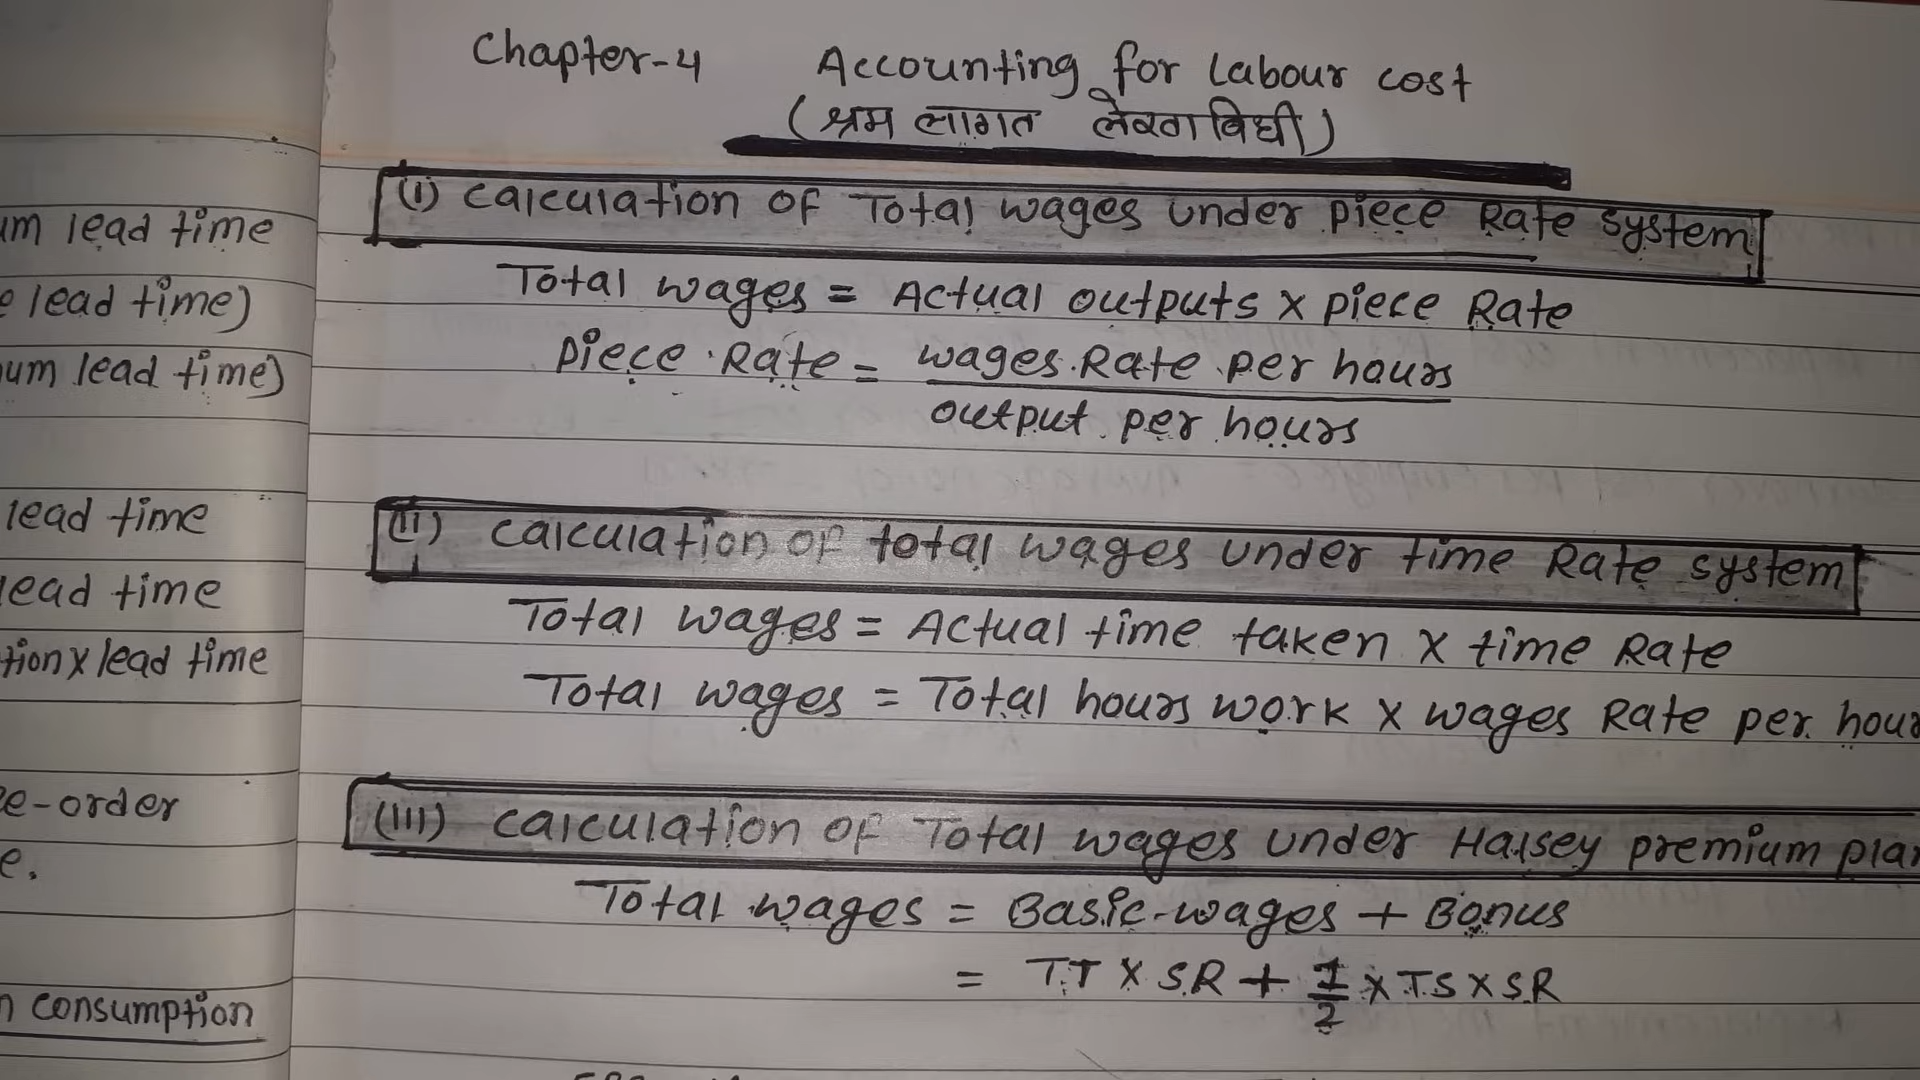 Chapter-4 Accounting for Labour cost
(श्रम लागत लेखाविधी)
(I) calculation of Total wages under piece Rate system
Total wages = Actual outputs x piece Rate
piece Rate = wages Rate per hours
output per hours
(II) calculation of total wages under time Rate system
Total wages = Actual time taken x time Rate
Total wages = Total hours work x wages Rate per hour
(III) calculation of Total wages under Halsey premium plan
Total wages = Basic wages + Bonus
= T.T x S.R + 1/2 x T.S x S.R
lead time
lead time)
lead time)
lead time
lead time
x lead time
e-order
e.
consumption